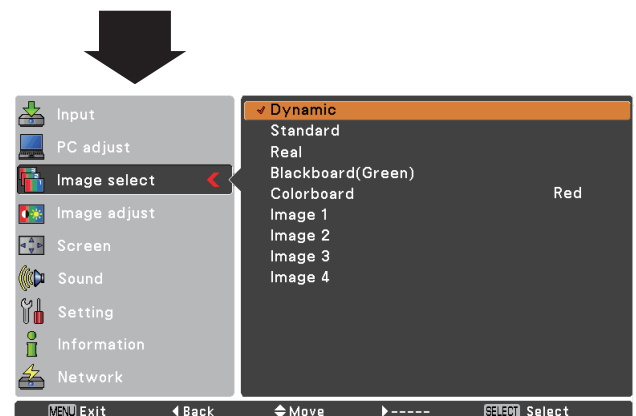 Input
PC adjust
Image select
Image adjust
Screen
Sound
Setting
Information
Network
Dynamic
Standard
Real
Blackboard(Green)
Colorboard Red
Image 1
Image 2
Image 3
Image 4
MENU Exit Back Move ----- SELECT Select